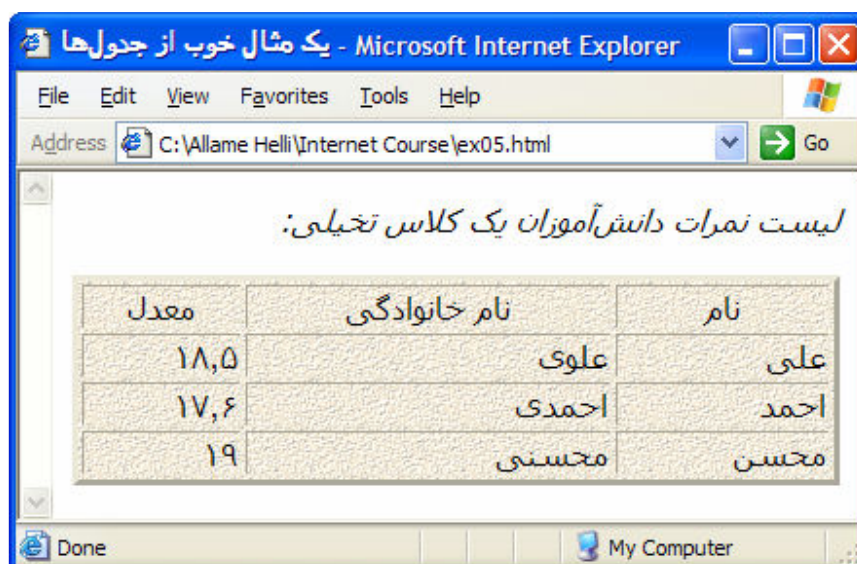 یک مثال خوب از جدول‌ها - Microsoft Internet Explorer
File Edit View Favorites Tools Help
Address C:\Allame Helli\Internet Course\ex05.html Go
لیست نمرات دانش‌آموزان یک کلاس تخیلی:
نام نام خانوادگی معدل
علی علوی ۱۸,۵
احمد احمدی ۱۷,۶
محسن محسنی ۱۹
Done My Computer